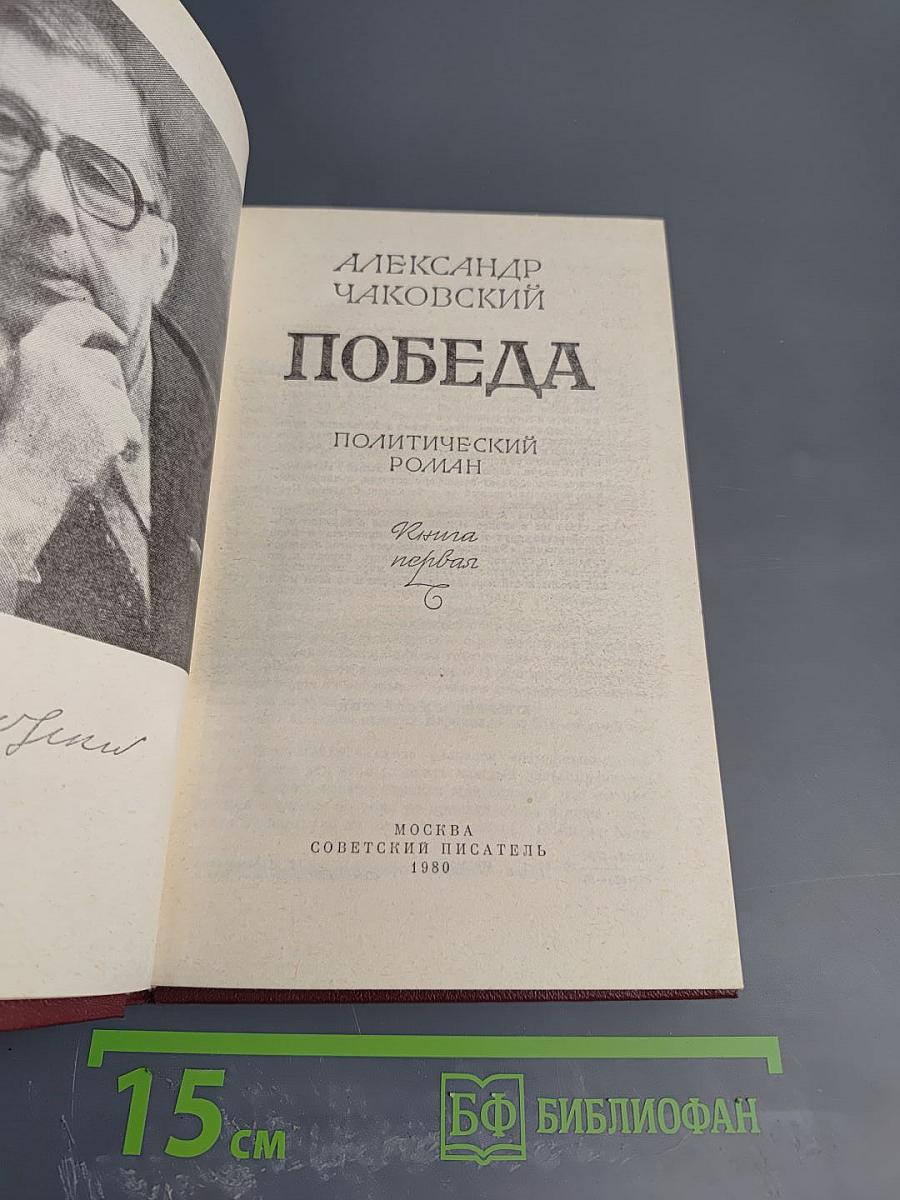 АЛЕКСАНДР
ЧАКОВСКИЙ
ПОБЕДА
ПОЛИТИЧЕСКИЙ
РОМАН
Книга
первая
МОСКВА
СОВЕТСКИЙ ПИСАТЕЛЬ
1980
15 см
БФ БИБЛИОФАН